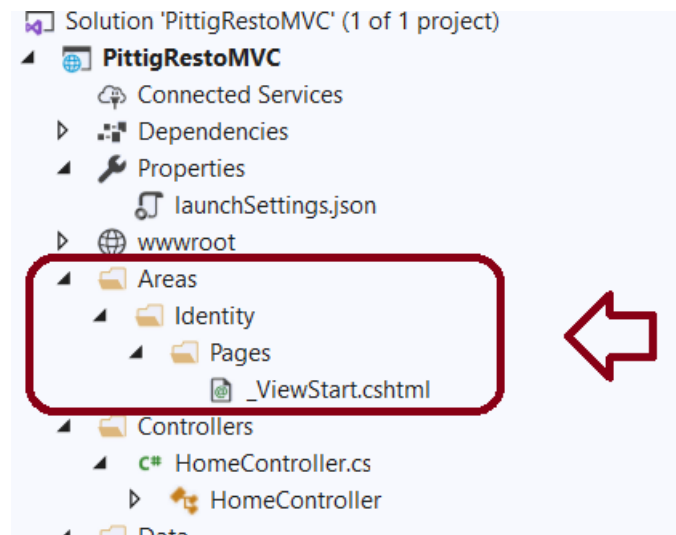 Solution 'PittigRestoMVC' (1 of 1 project)
PittigRestoMVC
Connected Services
Dependencies
Properties
launchSettings.json
wwwroot
Areas
Identity
Pages
_ViewStart.cshtml
Controllers
C# HomeController.cs
HomeController
Data